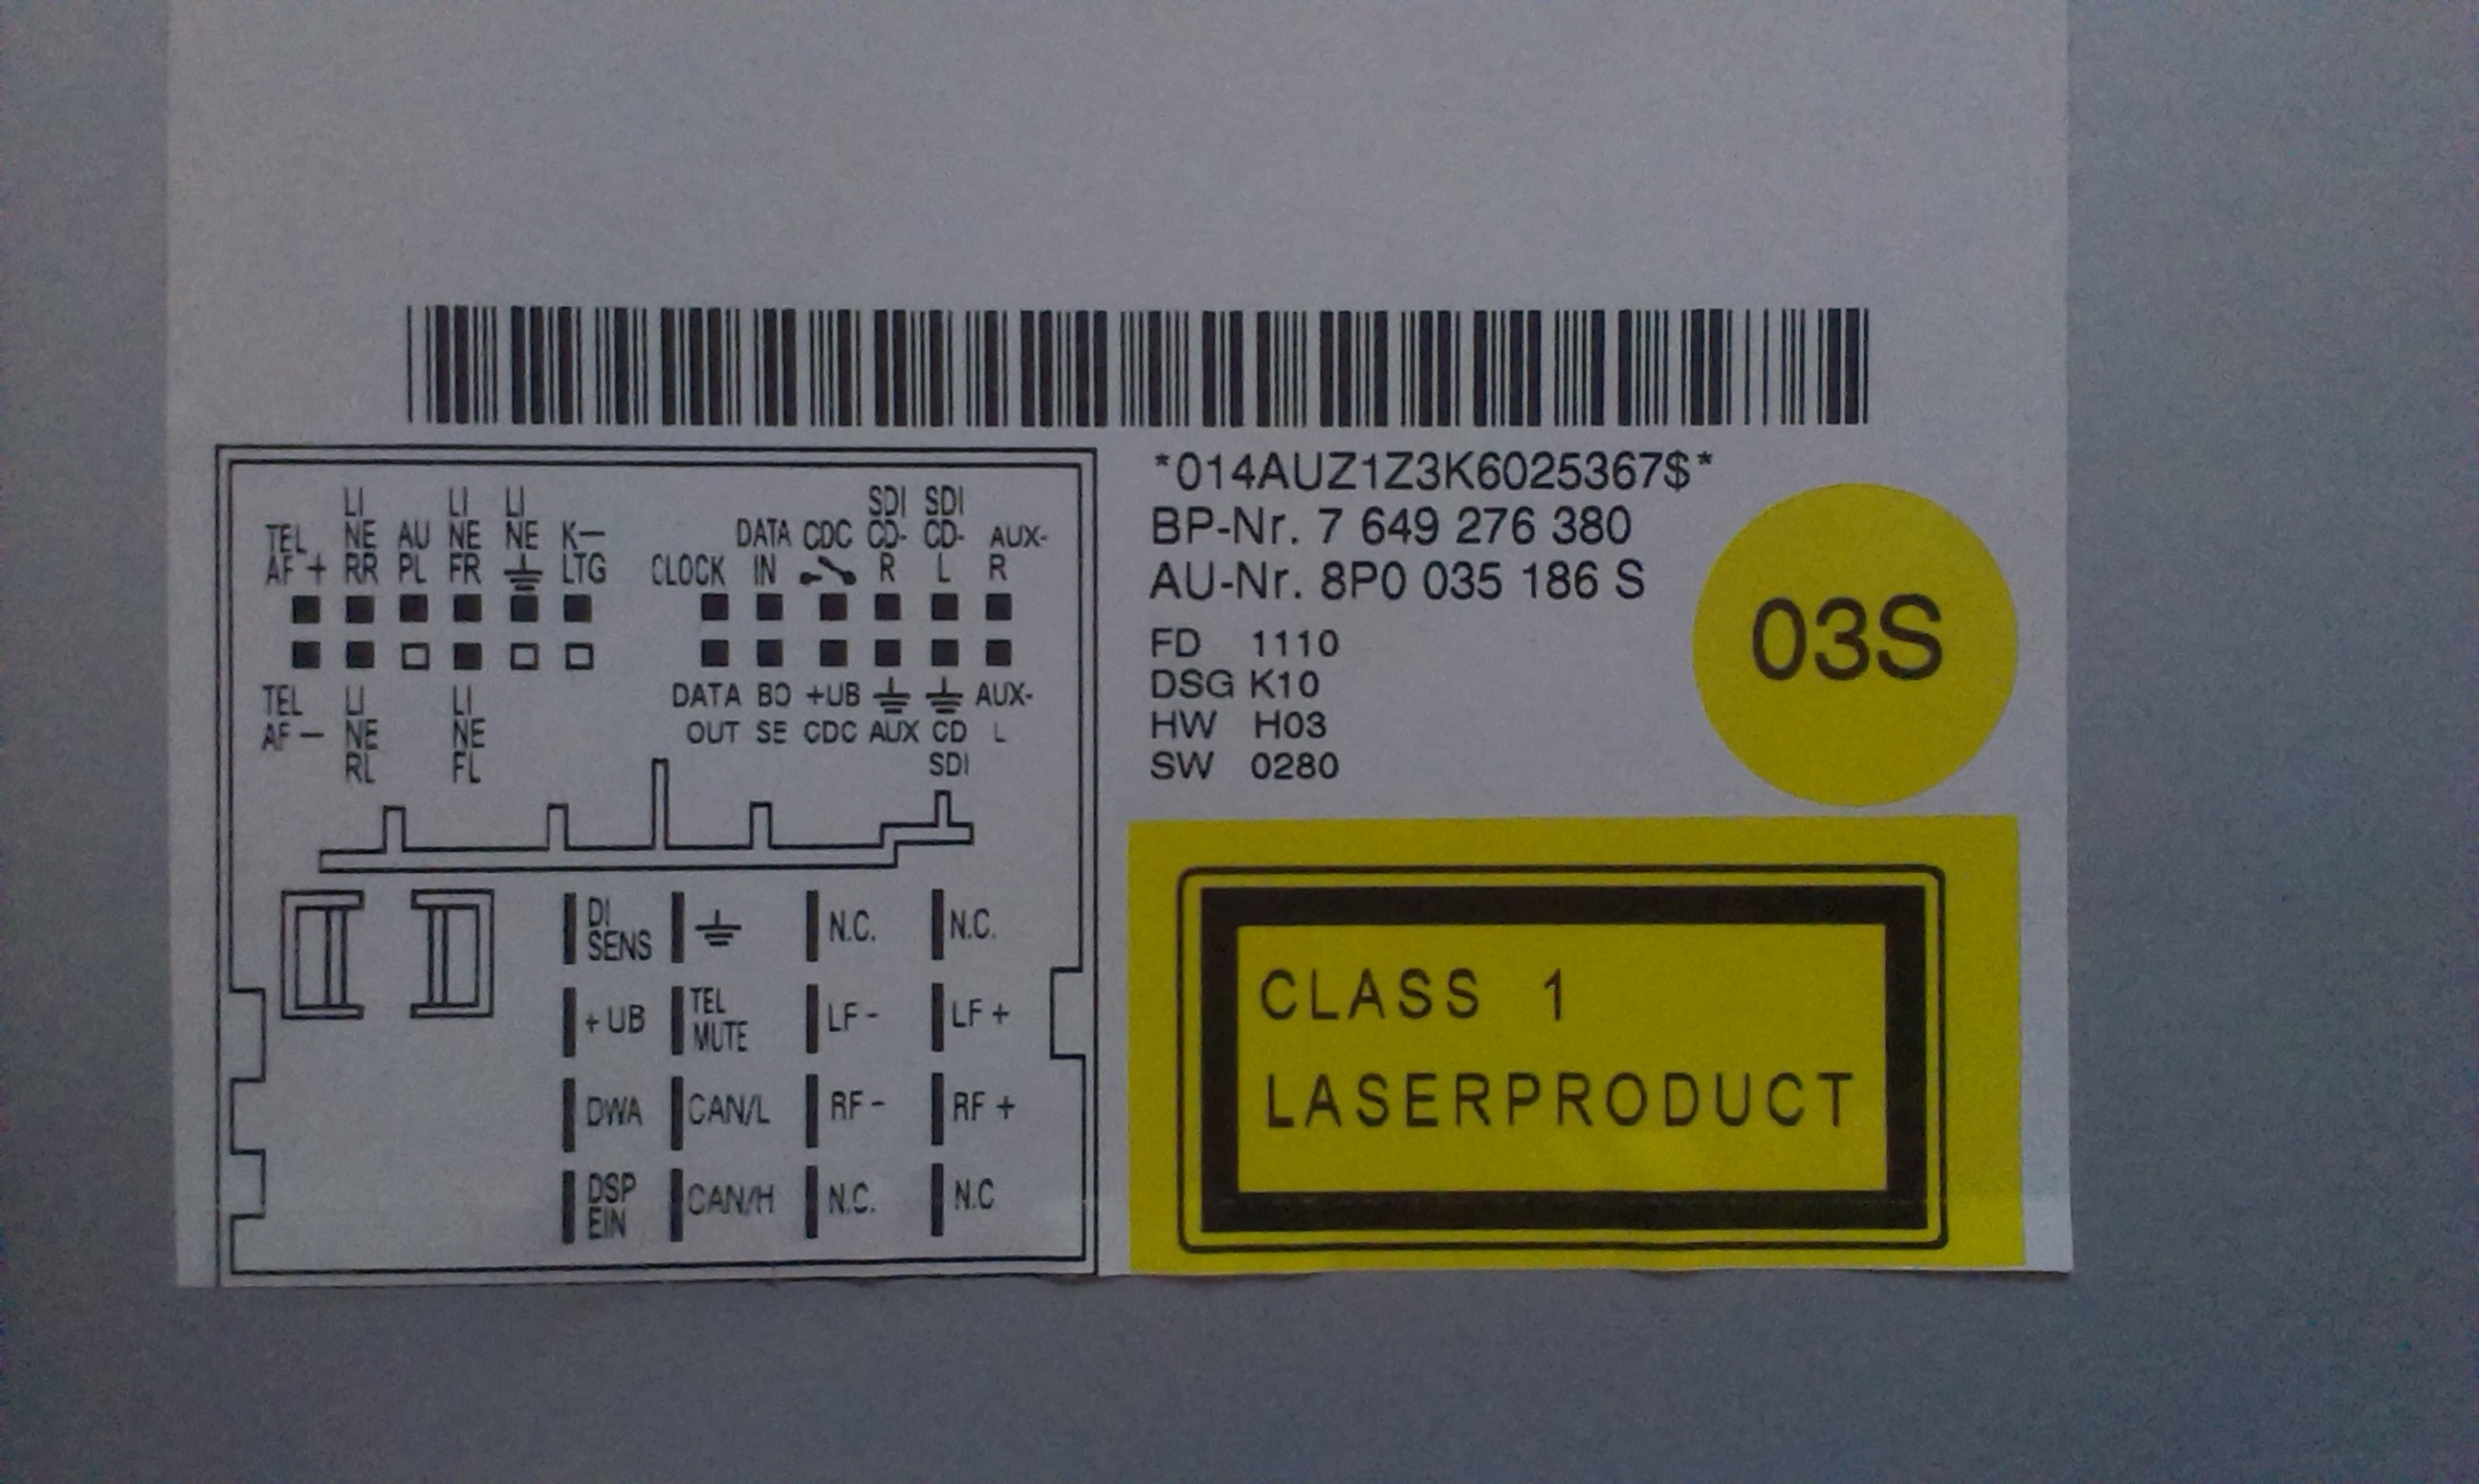 *014AUZ1Z3K6025367$*
BP-Nr. 7 649 276 380
AU-Nr. 8P0 035 186 S
FD 1110
DSG K10
HW H03
SW 0280
03S
LI LI LI SDI SDI
TEL NE AU NE NE K— DATA CDC CD- CD- AUX-
AF + RR PL FR LTG CLOCK IN R L R
TEL LI LI DATA BO +UB AUX-
AF — NE NE OUT SE CDC AUX CD L
RL FL SDI
DI
SENS N.C. N.C.
+ UB TEL
MUTE LF - LF +
DWA CAN/L RF - RF +
DSP
EIN CAN/H N.C. N.C
CLASS 1
LASERPRODUCT